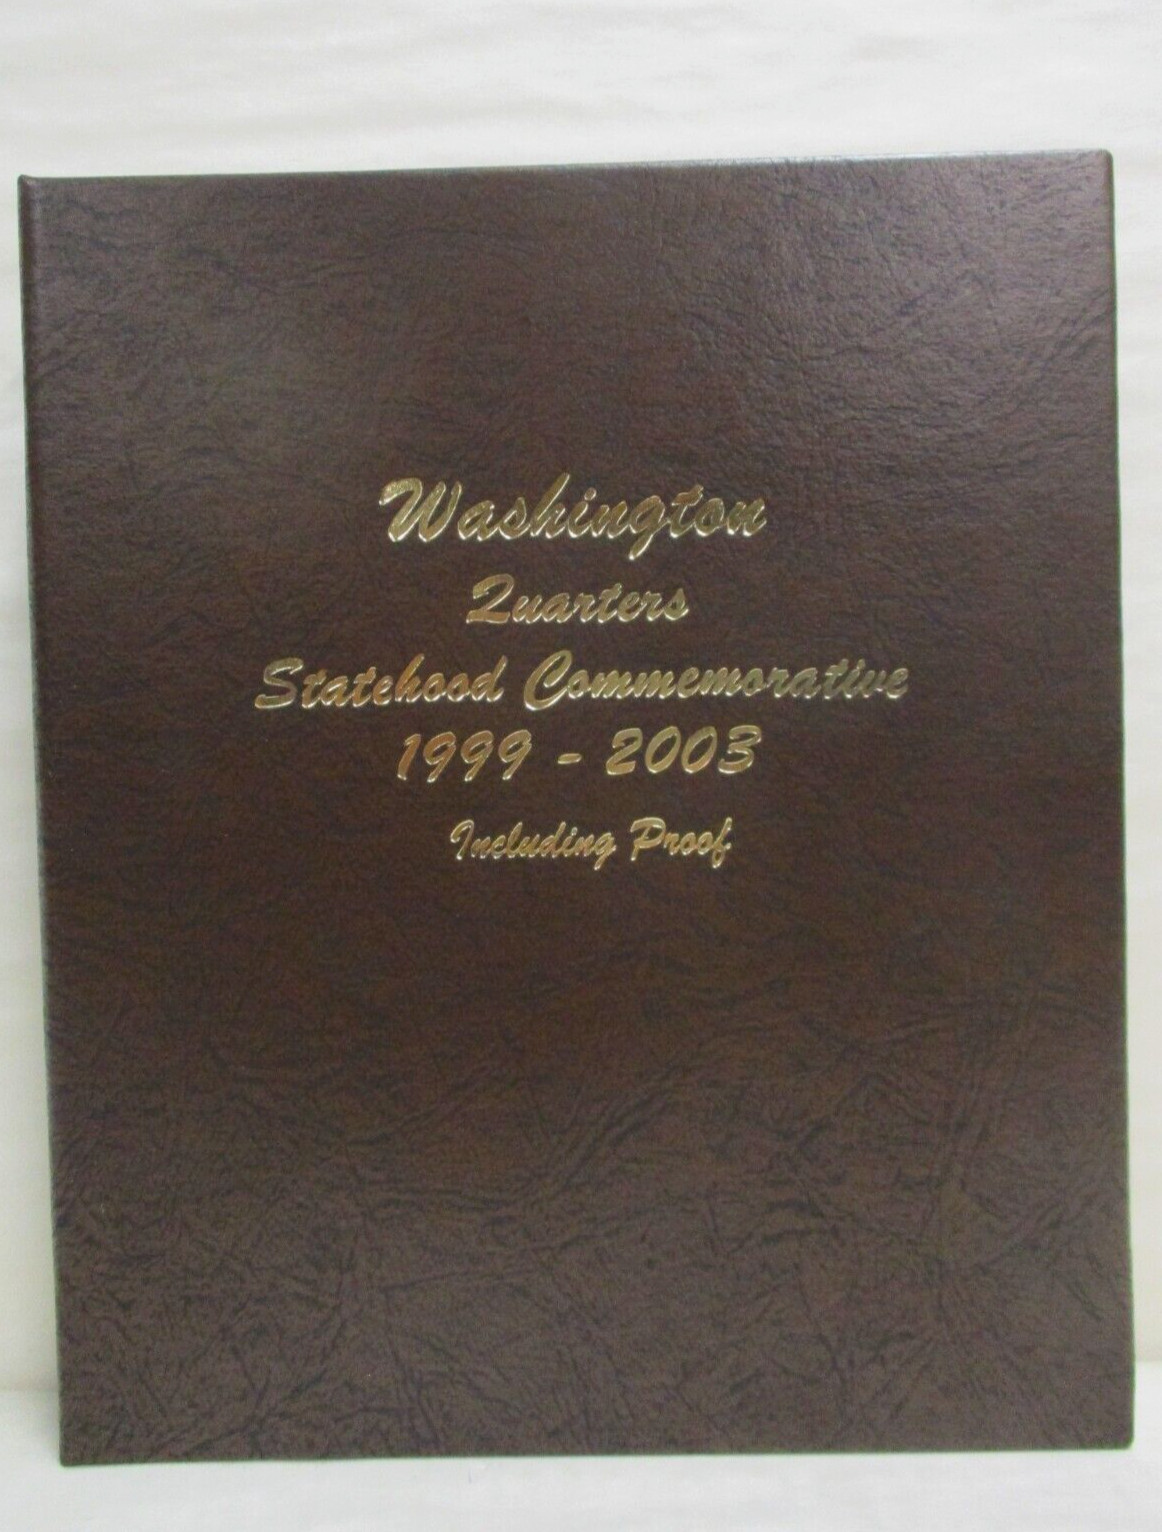 Washington
Quarters
Statehood Commemorative
1999 - 2003
Including Proof